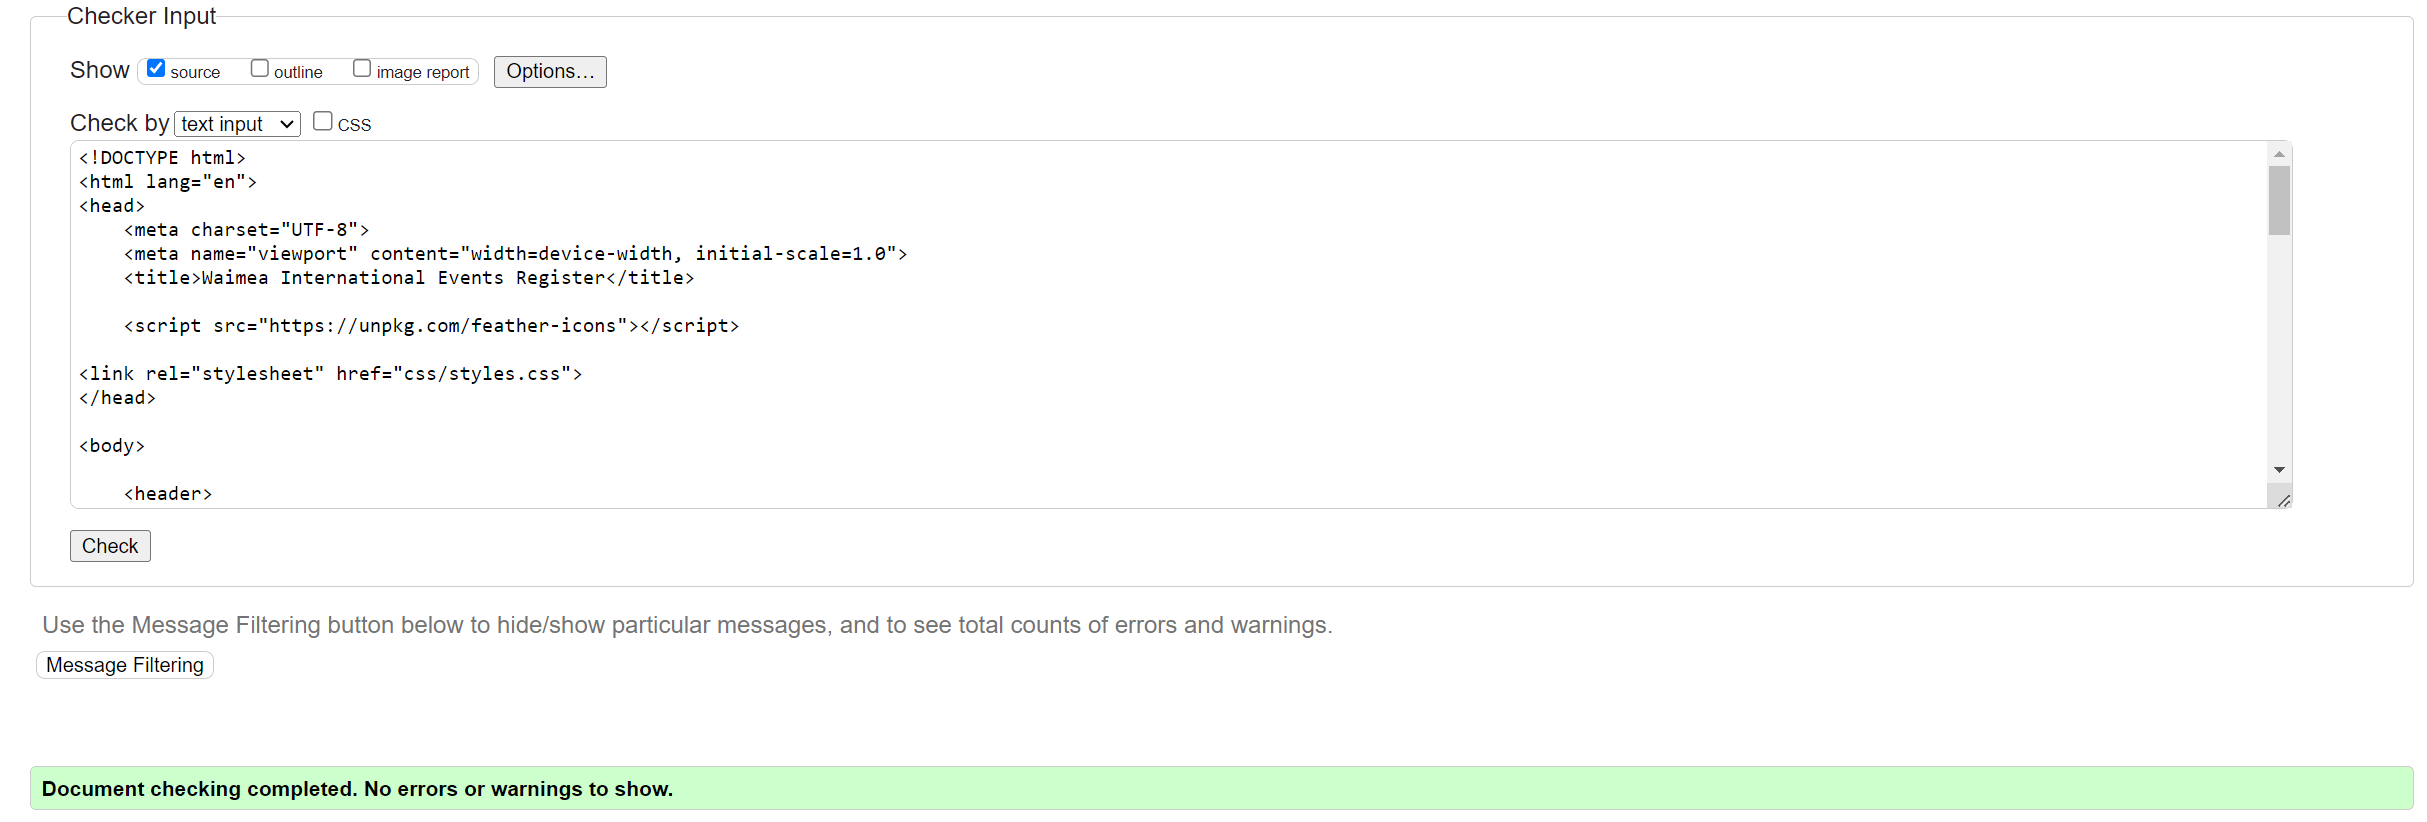 Checker Input
Show source outline image report Options...
Check by text input CSS
<!DOCTYPE html>
<html lang="en">
<head>
    <meta charset="UTF-8">
    <meta name="viewport" content="width=device-width, initial-scale=1.0">
    <title>Waimea International Events Register</title>
    <script src="https://unpkg.com/feather-icons"></script>
<link rel="stylesheet" href="css/styles.css">
</head>
<body>
    <header>
Check
Use the Message Filtering button below to hide/show particular messages, and to see total counts of errors and warnings.
Message Filtering
Document checking completed. No errors or warnings to show.